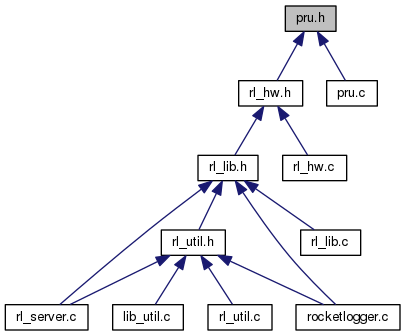 pru.h
rl_hw.h
pru.c
rl_lib.h
rl_hw.c
rl_util.h
rl_lib.c
rl_server.c
lib_util.c
rl_util.c
rocketlogger.c